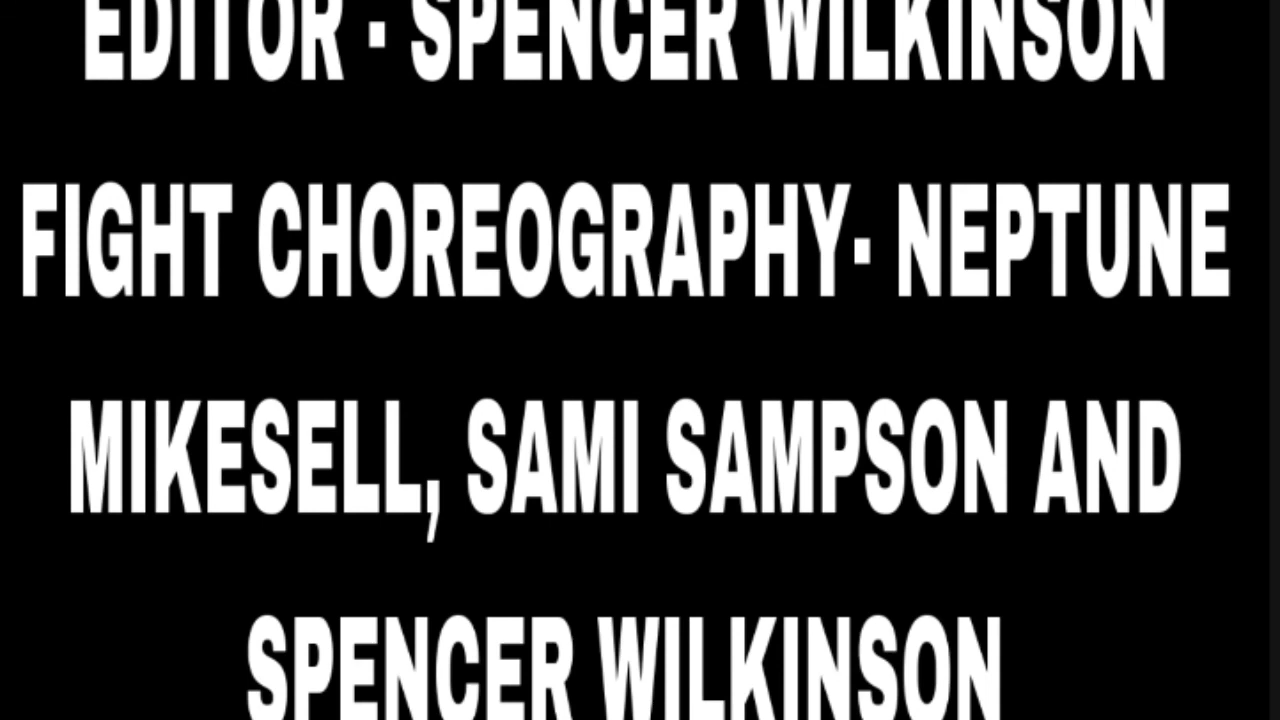 EDITOR - SPENCER WILKINSON
FIGHT CHOREOGRAPHY- NEPTUNE
MIKESELL, SAMI SAMPSON AND
SPENCER WILKINSON